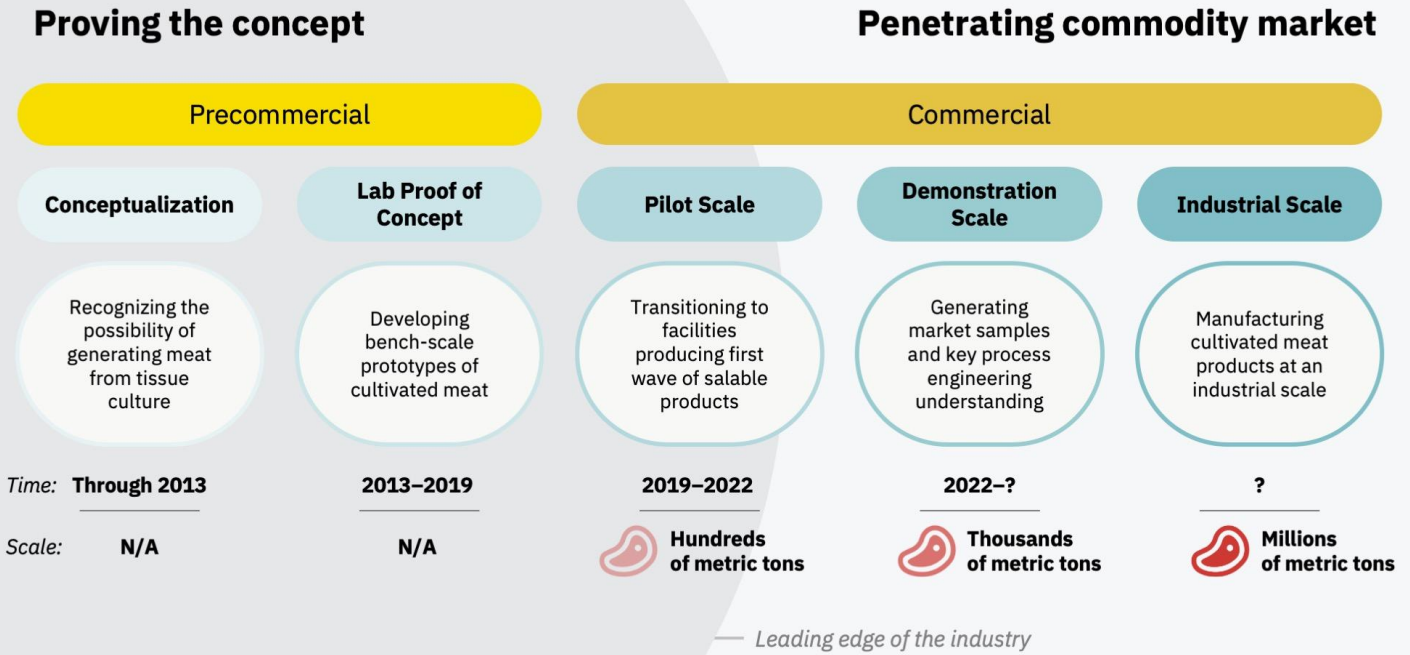 Proving the concept
Penetrating commodity market
Precommercial
Commercial
Conceptualization
Lab Proof of
Concept
Pilot Scale
Demonstration
Scale
Industrial Scale
Recognizing the
possibility of
generating meat
from tissue
culture
Developing
bench-scale
prototypes of
cultivated meat
Transitioning to
facilities
producing first
wave of salable
products
Generating
market samples
and key process
engineering
understanding
Manufacturing
cultivated meat
products at an
industrial scale
Time: Through 2013
2013–2019
2019–2022
2022–?
?
Scale: N/A
N/A
Hundreds
of metric tons
Thousands
of metric tons
Millions
of metric tons
Leading edge of the industry